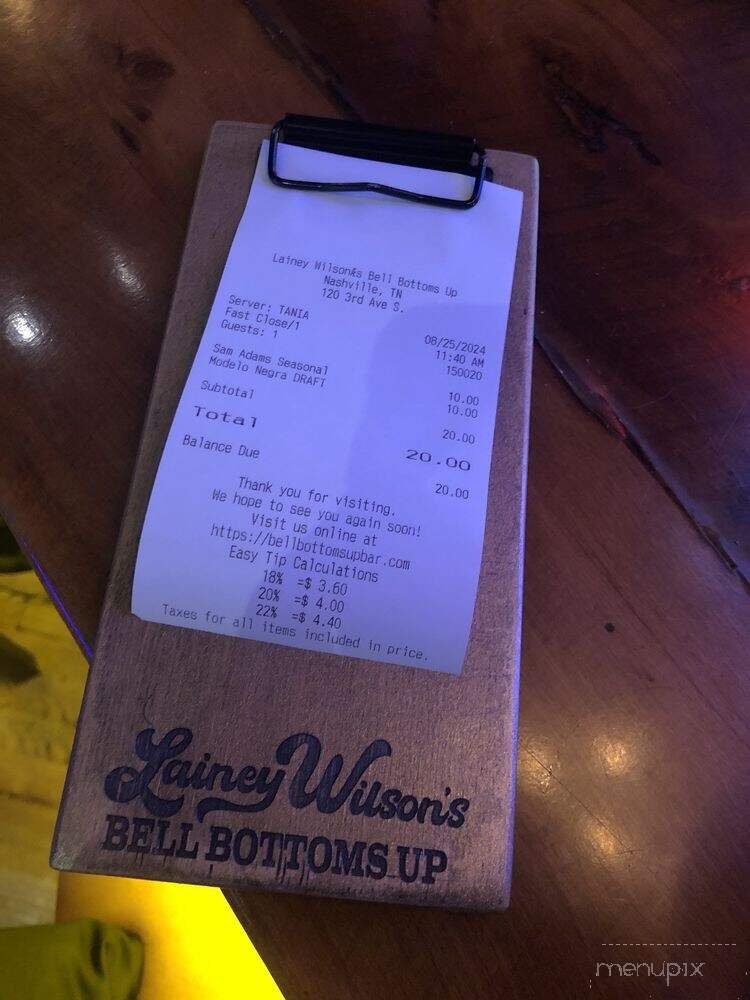 Lainey Wilson&s Bell Bottoms Up
Nashville, TN
120 3rd Ave S.
Server: TANIA 08/25/2024
Fast Close/1 11:40 AM
Guests: 1 150020
Sam Adams Seasonal 10.00
Modelo Negra DRAFT 10.00
Subtotal 20.00
Total 20.00
Balance Due 20.00
Thank you for visiting.
We hope to see you again soon!
Visit us online at
https://bellbottomsupbar.com
Easy Tip Calculations
18% =$ 3.60
20% =$ 4.00
22% =$ 4.40
Taxes for all items included in price.
Lainey Wilson's
BELL BOTTOMS UP
menupix